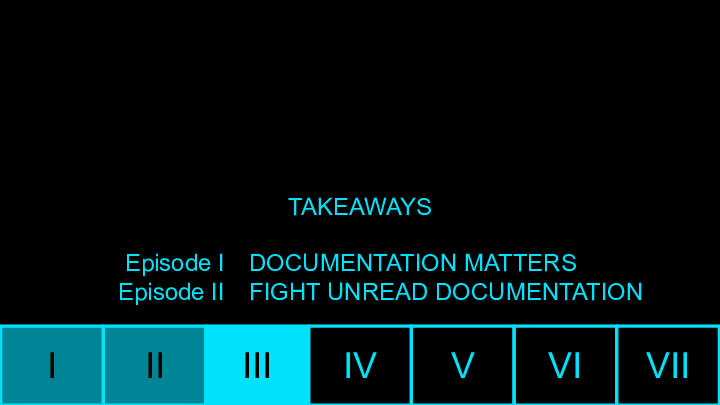 TAKEAWAYS
Episode I DOCUMENTATION MATTERS
Episode II FIGHT UNREAD DOCUMENTATION
I II III IV V VI VII